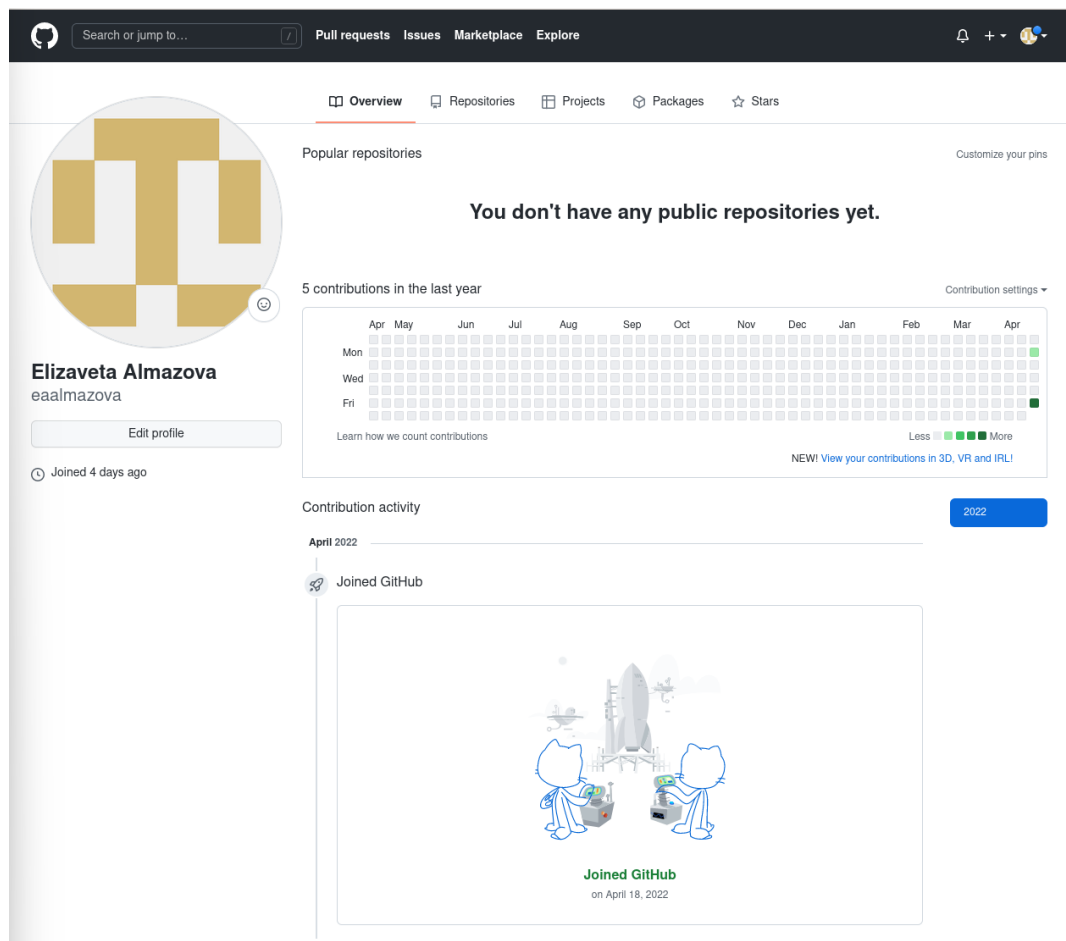 Search or jump to… / Pull requests Issues Marketplace Explore
Overview Repositories Projects Packages Stars
Popular repositories Customize your pins
You don't have any public repositories yet.
5 contributions in the last year Contribution settings
Apr May Jun Jul Aug Sep Oct Nov Dec Jan Feb Mar Apr
Mon
Wed
Fri
Learn how we count contributions Less More
NEW! View your contributions in 3D, VR and IRL!
Elizaveta Almazova
eaalmazova
Edit profile
Joined 4 days ago
Contribution activity 2022
April 2022
Joined GitHub
Joined GitHub
on April 18, 2022